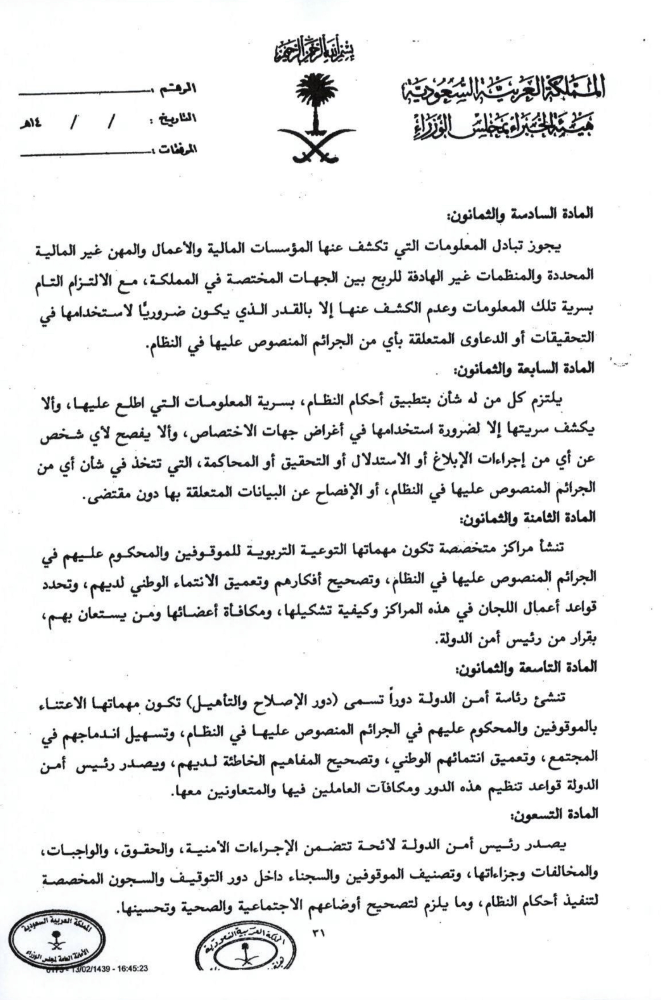 بسم الله الرحمن الرحيم
المملكة العربية السعودية
هيئة الخبراء بمجلس الوزراء
الرقم :
التاريخ : / / ١٤هـ
المرفقات :
المادة السادسة والثمانون:
يجوز تبادل المعلومات التي تكشف عنها المؤسسات المالية والأعمال والمهن غير المالية
المحددة والمنظمات غير الهادفة للربح بين الجهات المختصة في المملكة، مع الالتزام التام
بسرية تلك المعلومات وعدم الكشف عنها إلا بالقدر الذي يكون ضروريًّا لاستخدامها في
التحقيقات أو الدعاوى المتعلقة بأي من الجرائم المنصوص عليها في النظام.
المادة السابعة والثمانون:
يلتزم كل من له شأن بتطبيق أحكام النظام، بسرية المعلومات التي اطلع عليها، وألا
يكشف سريتها إلا لضرورة استخدامها في أغراض جهات الاختصاص، وألا يفصح لأي شخص
عن أي من إجراءات الإبلاغ أو الاستدلال أو التحقيق أو المحاكمة، التي تتخذ في شأن أي من
الجرائم المنصوص عليها في النظام، أو الإفصاح عن البيانات المتعلقة بها دون مقتضى.
المادة الثامنة والثمانون:
تنشأ مراكز متخصصة تكون مهماتها التوعية التربوية للموقوفين والمحكوم عليهم في
الجرائم المنصوص عليها في النظام، وتصحيح أفكارهم وتعميق الانتماء الوطني لديهم، وتحدد
قواعد أعمال اللجان في هذه المراكز وكيفية تشكيلها، ومكافأة أعضائها ومن يستعان بهم،
بقرار من رئيس أمن الدولة.
المادة التاسعة والثمانون:
تنشئ رئاسة أمن الدولة دوراً تسمى (دور الإصلاح والتأهيل) تكون مهماتها الاعتناء
بالموقوفين والمحكوم عليهم في الجرائم المنصوص عليها في النظام، وتسهيل اندماجهم في
المجتمع، وتعميق انتمائهم الوطني، وتصحيح المفاهيم الخاطئة لديهم، ويصدر رئيس أمن
الدولة قواعد تنظيم هذه الدور ومكافآت العاملين فيها والمتعاونين معها.
المادة التسعون:
يصدر رئيس أمن الدولة لائحة تتضمن الإجراءات الأمنية، والحقوق، والواجبات،
والمخالفات وجزاءاتها، وتصنيف الموقوفين والسجناء داخل دور التوقيف والسجون المخصصة
لتنفيذ أحكام النظام، وما يلزم لتصحيح أوضاعهم الاجتماعية والصحية وتحسينها.
٣١
المملكة العربية السعودية
الأمانة العامة لمجلس الوزراء
المملكة العربية السعودية
13/02/1439 - 16:45:23